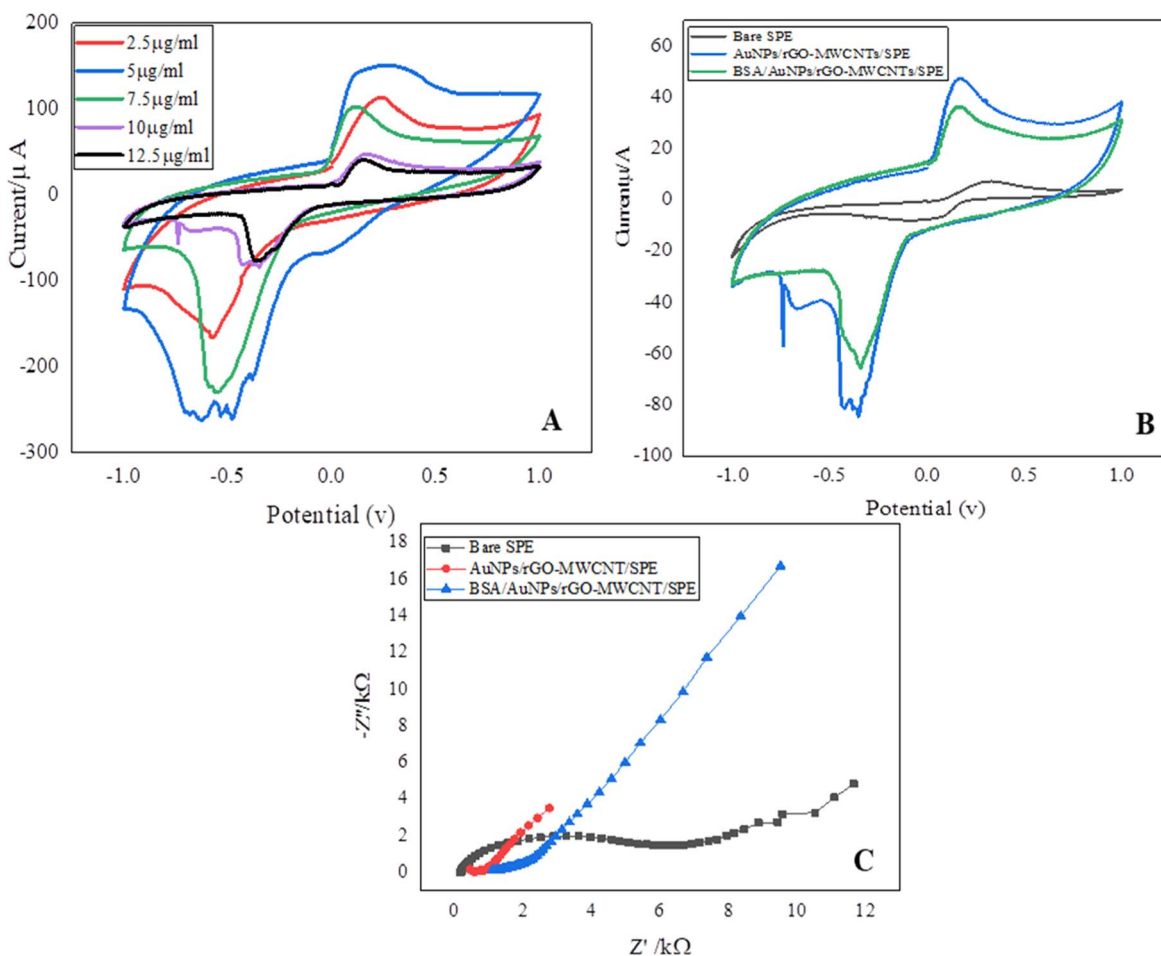 200
100
0
-100
-200
-300
Current/μ A
2.5μg/ml
5μg/ml
7.5μg/ml
10μg/ml
12.5μg/ml
A
-1.0 -0.5 0.0 0.5 1.0
Potential (v)
60
40
20
0
-20
-40
-60
-80
-100
Current/μ/A
Bare SPE
AuNPs/rGO-MWCNTs/SPE
BSA/AuNPs/rGO-MWCNTs/SPE
B
-1.0 -0.5 0.0 0.5 1.0
Potential (v)
18
16
14
12
10
8
6
4
2
0
-Z"/kΩ
Bare SPE
AuNPs/rGO-MWCNT/SPE
BSA/AuNPs/rGO-MWCNT/SPE
C
0 2 4 6 8 10 12
Z' /kΩ